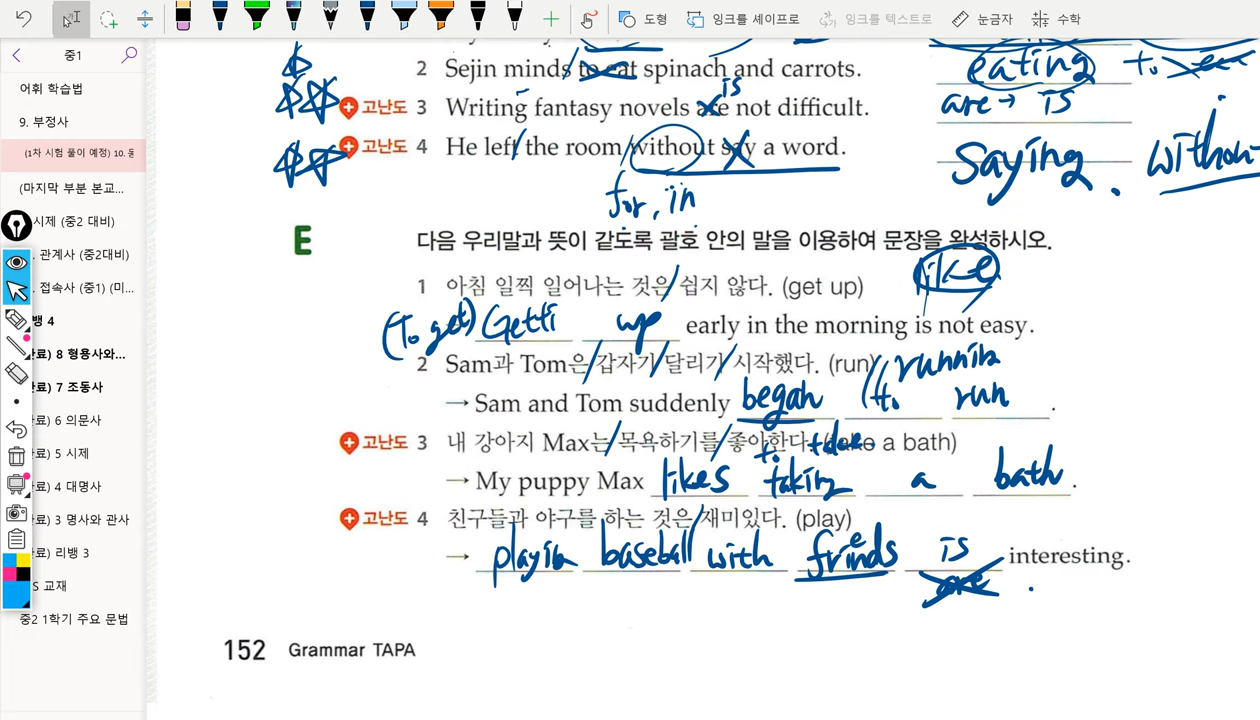 도형 잉크를 셰이프로 잉크를 텍스트로 눈금자 수학
중1
어휘 학습법
9. 부정사
(1차 시험 풀이 예정) 10. 동
(마지막 부분 본교...
시제 (중2 대비)
. 관계사 (중2대비)
. 접속사 (중1) (미...
뱅 4
료) 8 형용사와...
료) 7 조동사
료) 6 의문사
료) 5 시제
료) 4 대명사
료) 3 명사와 관사
료) 리뱅 3
S 교재
중2 1학기 주요 문법
2 Sejin minds to eat spinach and carrots.
eating to
is
고난도 3 Writing fantasy novels are not difficult.
are → is
고난도 4 He left the room without say a word.
saying. without
for, in
E 다음 우리말과 뜻이 같도록 괄호 안의 말을 이용하여 문장을 완성하시오.
like
1 아침 일찍 일어나는 것은 쉽지 않다. (get up)
(To get) Getti up early in the morning is not easy.
2 Sam과 Tom은 갑자기 달리기 시작했다. (run)
runnin
→ Sam and Tom suddenly began to run .
고난도 3 내 강아지 Max는 목욕하기를 좋아한다. (take a bath)
to take
→ My puppy Max likes taking a bath .
고난도 4 친구들과 야구를 하는 것은 재미있다. (play)
→ playin baseball with frinds is interesting.
e
are .
152 Grammar TAPA